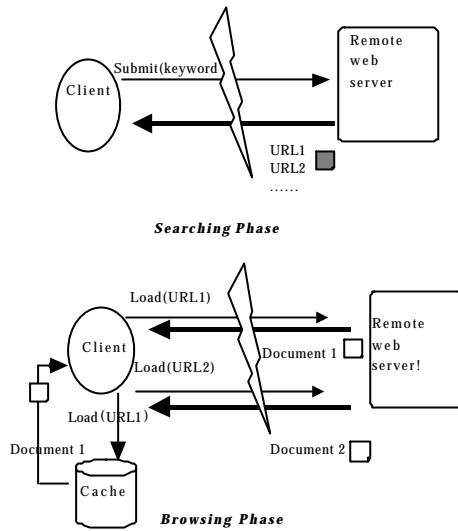 Remote
web
server
Client
Submit(keyword
URL1
URL2
......
Searching Phase
Load(URL1)
Remote
web
server!
Client
Document 1
Load(URL2)
Load(URL1)
Document 1
Document 2
Cache
Browsing Phase